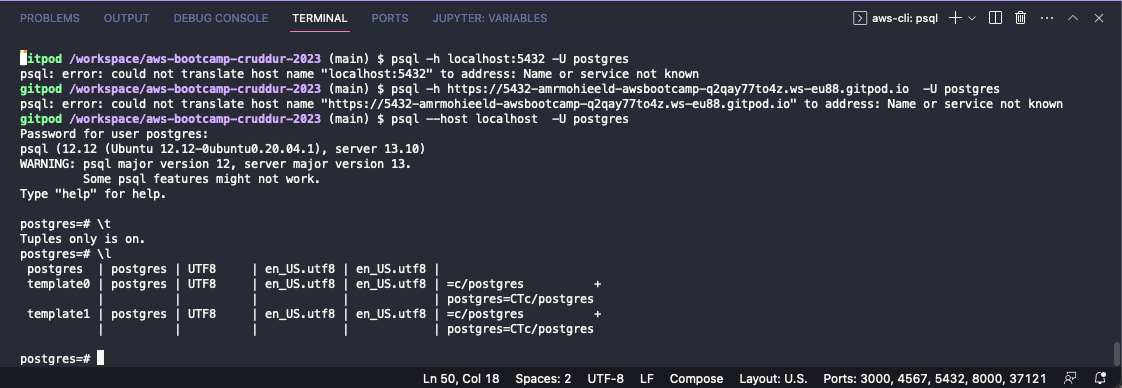 PROBLEMS OUTPUT DEBUG CONSOLE TERMINAL PORTS JUPYTER: VARIABLES aws-cli: psql
gitpod /workspace/aws-bootcamp-cruddur-2023 (main) $ psql -h localhost:5432 -U postgres
psql: error: could not translate host name "localhost:5432" to address: Name or service not known
gitpod /workspace/aws-bootcamp-cruddur-2023 (main) $ psql -h https://5432-amrmohieeld-awsbootcamp-q2qay77to4z.ws-eu88.gitpod.io  -U postgres
psql: error: could not translate host name "https://5432-amrmohieeld-awsbootcamp-q2qay77to4z.ws-eu88.gitpod.io" to address: Name or service not known
gitpod /workspace/aws-bootcamp-cruddur-2023 (main) $ psql --host localhost  -U postgres
Password for user postgres:
psql (12.12 (Ubuntu 12.12-0ubuntu0.20.04.1), server 13.10)
WARNING: psql major version 12, server major version 13.
         Some psql features might not work.
Type "help" for help.
postgres=# \t
Tuples only is on.
postgres=# \l
 postgres  | postgres | UTF8     | en_US.utf8 | en_US.utf8 |
 template0 | postgres | UTF8     | en_US.utf8 | en_US.utf8 | =c/postgres          +
           |          |          |            |            | postgres=CTc/postgres
 template1 | postgres | UTF8     | en_US.utf8 | en_US.utf8 | =c/postgres          +
           |          |          |            |            | postgres=CTc/postgres
postgres=#
Ln 50, Col 18 Spaces: 2 UTF-8 LF Compose Layout: U.S. Ports: 3000, 4567, 5432, 8000, 37121